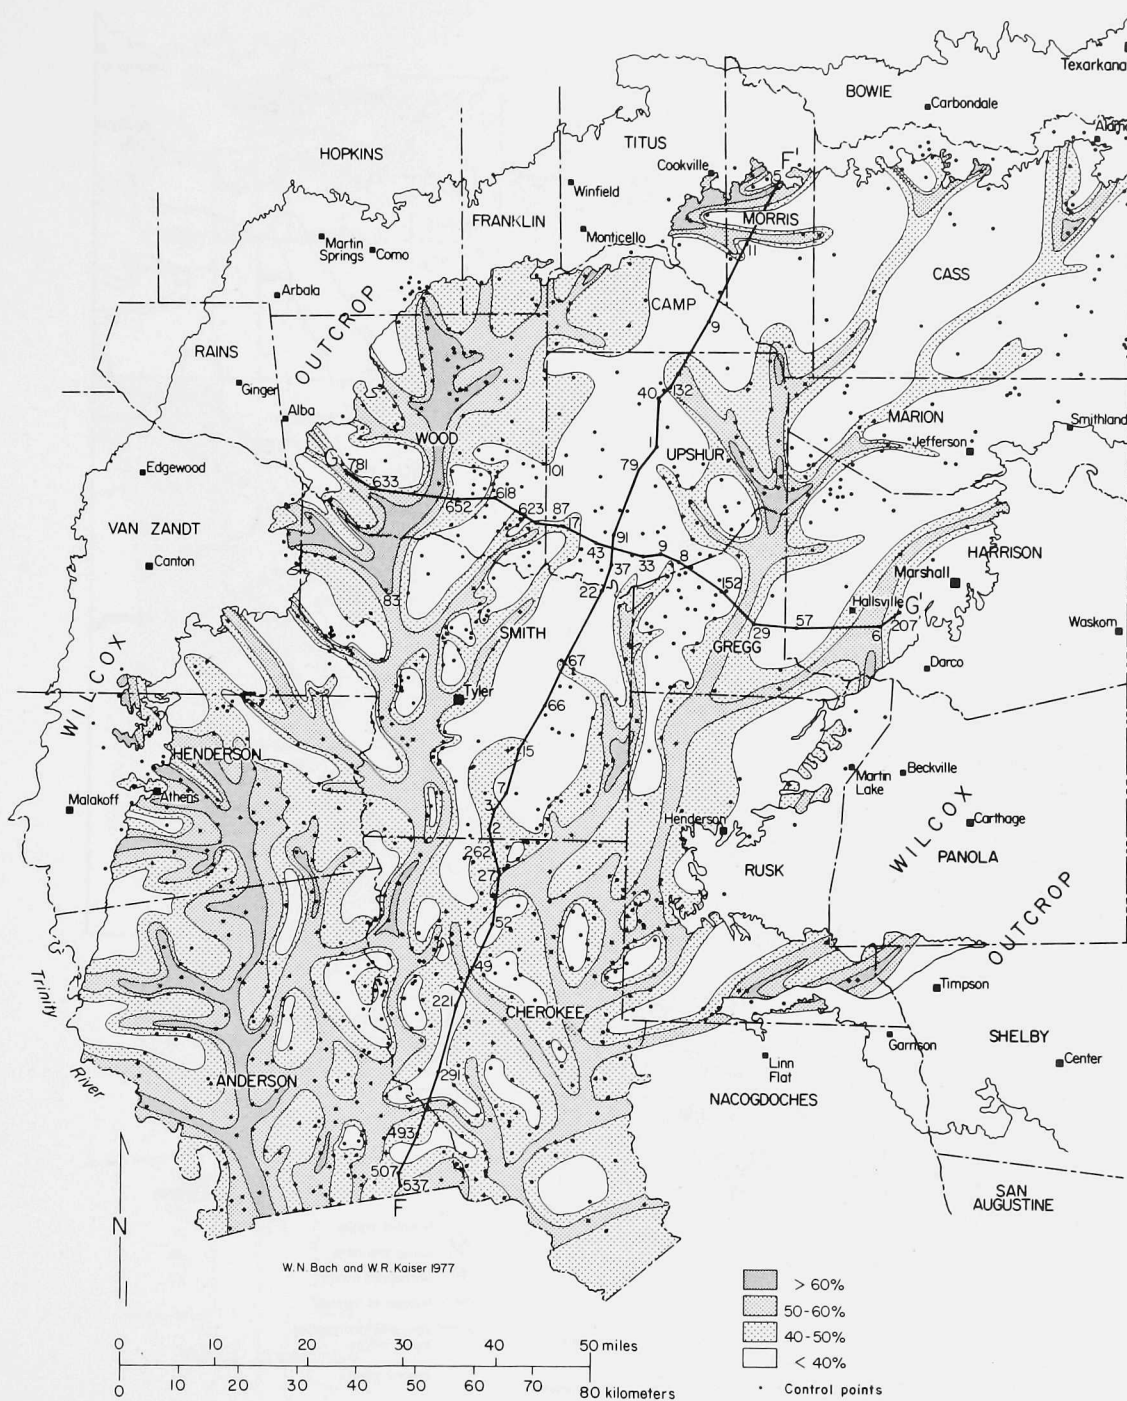 Texarkana
BOWIE
Carbondale
TITUS
HOPKINS
Cookville
F'
5
Winfield
FRANKLIN
MORRIS
Monticello
Martin
Springs
Como
11
CASS
Arbala
CAMP
OUTCROP
9
RAINS
Ginger
40
132
Alba
MARION
Smithland
WOOD
1
Jefferson
UPSHUR
G
781
Edgewood
101
79
633
618
652
623
87
17
VAN ZANDT
91
43
9
HARRISON
Canton
33
8
37
Marshall
22
152
83
Hallsville
G'
207
SMITH
29
57
6
Waskom
GREGG
67
Darco
WILCOX
Tyler
66
15
HENDERSON
Martin
Lake
Beckville
7
Malakoff
Athens
3
2
Henderson
Carthage
262
WILCOX
PANOLA
27
RUSK
52
OUTCROP
49
Trinity
River
221
Timpson
CHEROKEE
SHELBY
Garrison
Linn
Flat
Center
291
ANDERSON
NACOGDOCHES
493
507
537
SAN
AUGUSTINE
F
N
W.N. Bach and W.R. Kaiser 1977
> 60%
50-60%
40-50%
< 40%
Control points
0 10 20 30 40 50 miles
0 10 20 30 40 50 60 70 80 kilometers